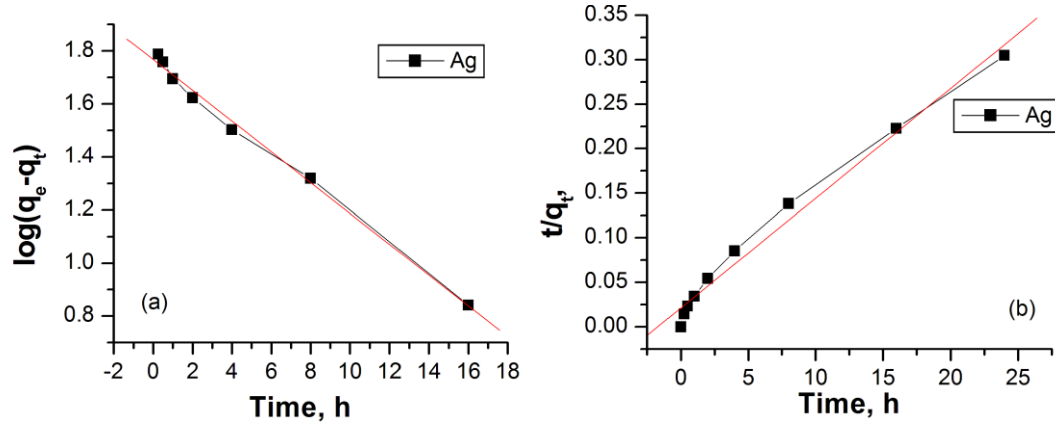 1.8
1.6
1.4
1.2
1.0
0.8
log(qₑ-qₜ)
Ag
(a)
-2 0 2 4 6 8 10 12 14 16 18
Time, h
0.35
0.30
0.25
0.20
0.15
0.10
0.05
0.00
t/qₜ,
Ag
(b)
0 5 10 15 20 25
Time, h